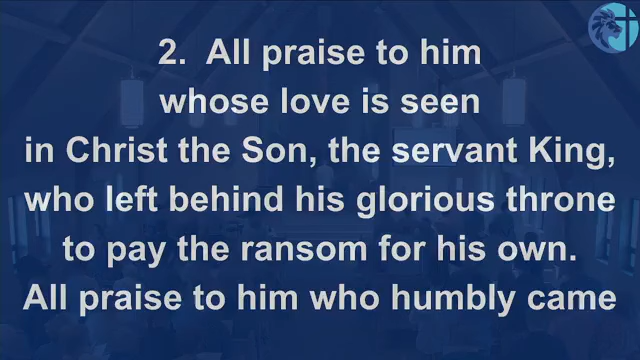 2. All praise to him
whose love is seen
in Christ the Son, the servant King,
who left behind his glorious throne
to pay the ransom for his own.
All praise to him who humbly came